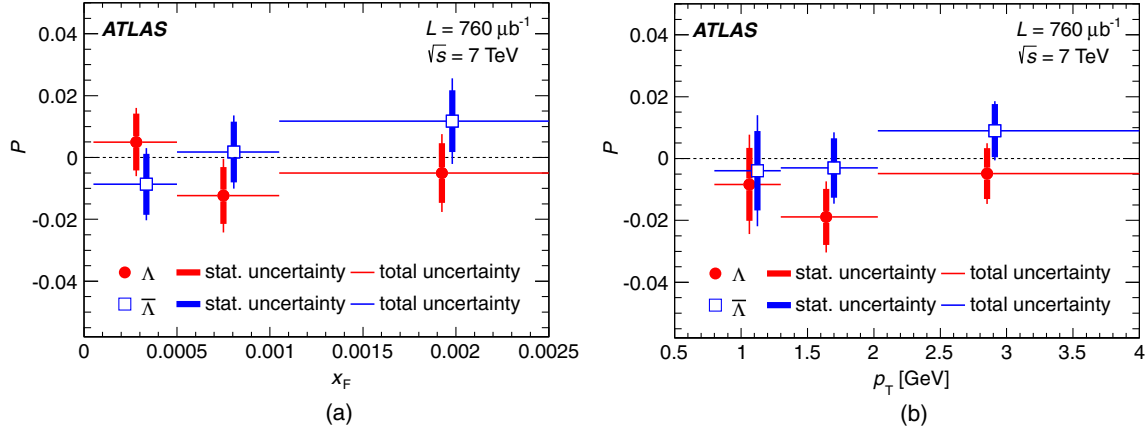 ATLAS
L = 760 μb⁻¹
√s = 7 TeV
P
0.04
0.02
0
-0.02
-0.04
Λ stat. uncertainty total uncertainty
Λ̅ stat. uncertainty total uncertainty
0 0.0005 0.001 0.0015 0.002 0.0025
x_F
(a)
ATLAS
L = 760 μb⁻¹
√s = 7 TeV
P
0.04
0.02
0
-0.02
-0.04
Λ stat. uncertainty total uncertainty
Λ̅ stat. uncertainty total uncertainty
0.5 1 1.5 2 2.5 3 3.5 4
p_T [GeV]
(b)